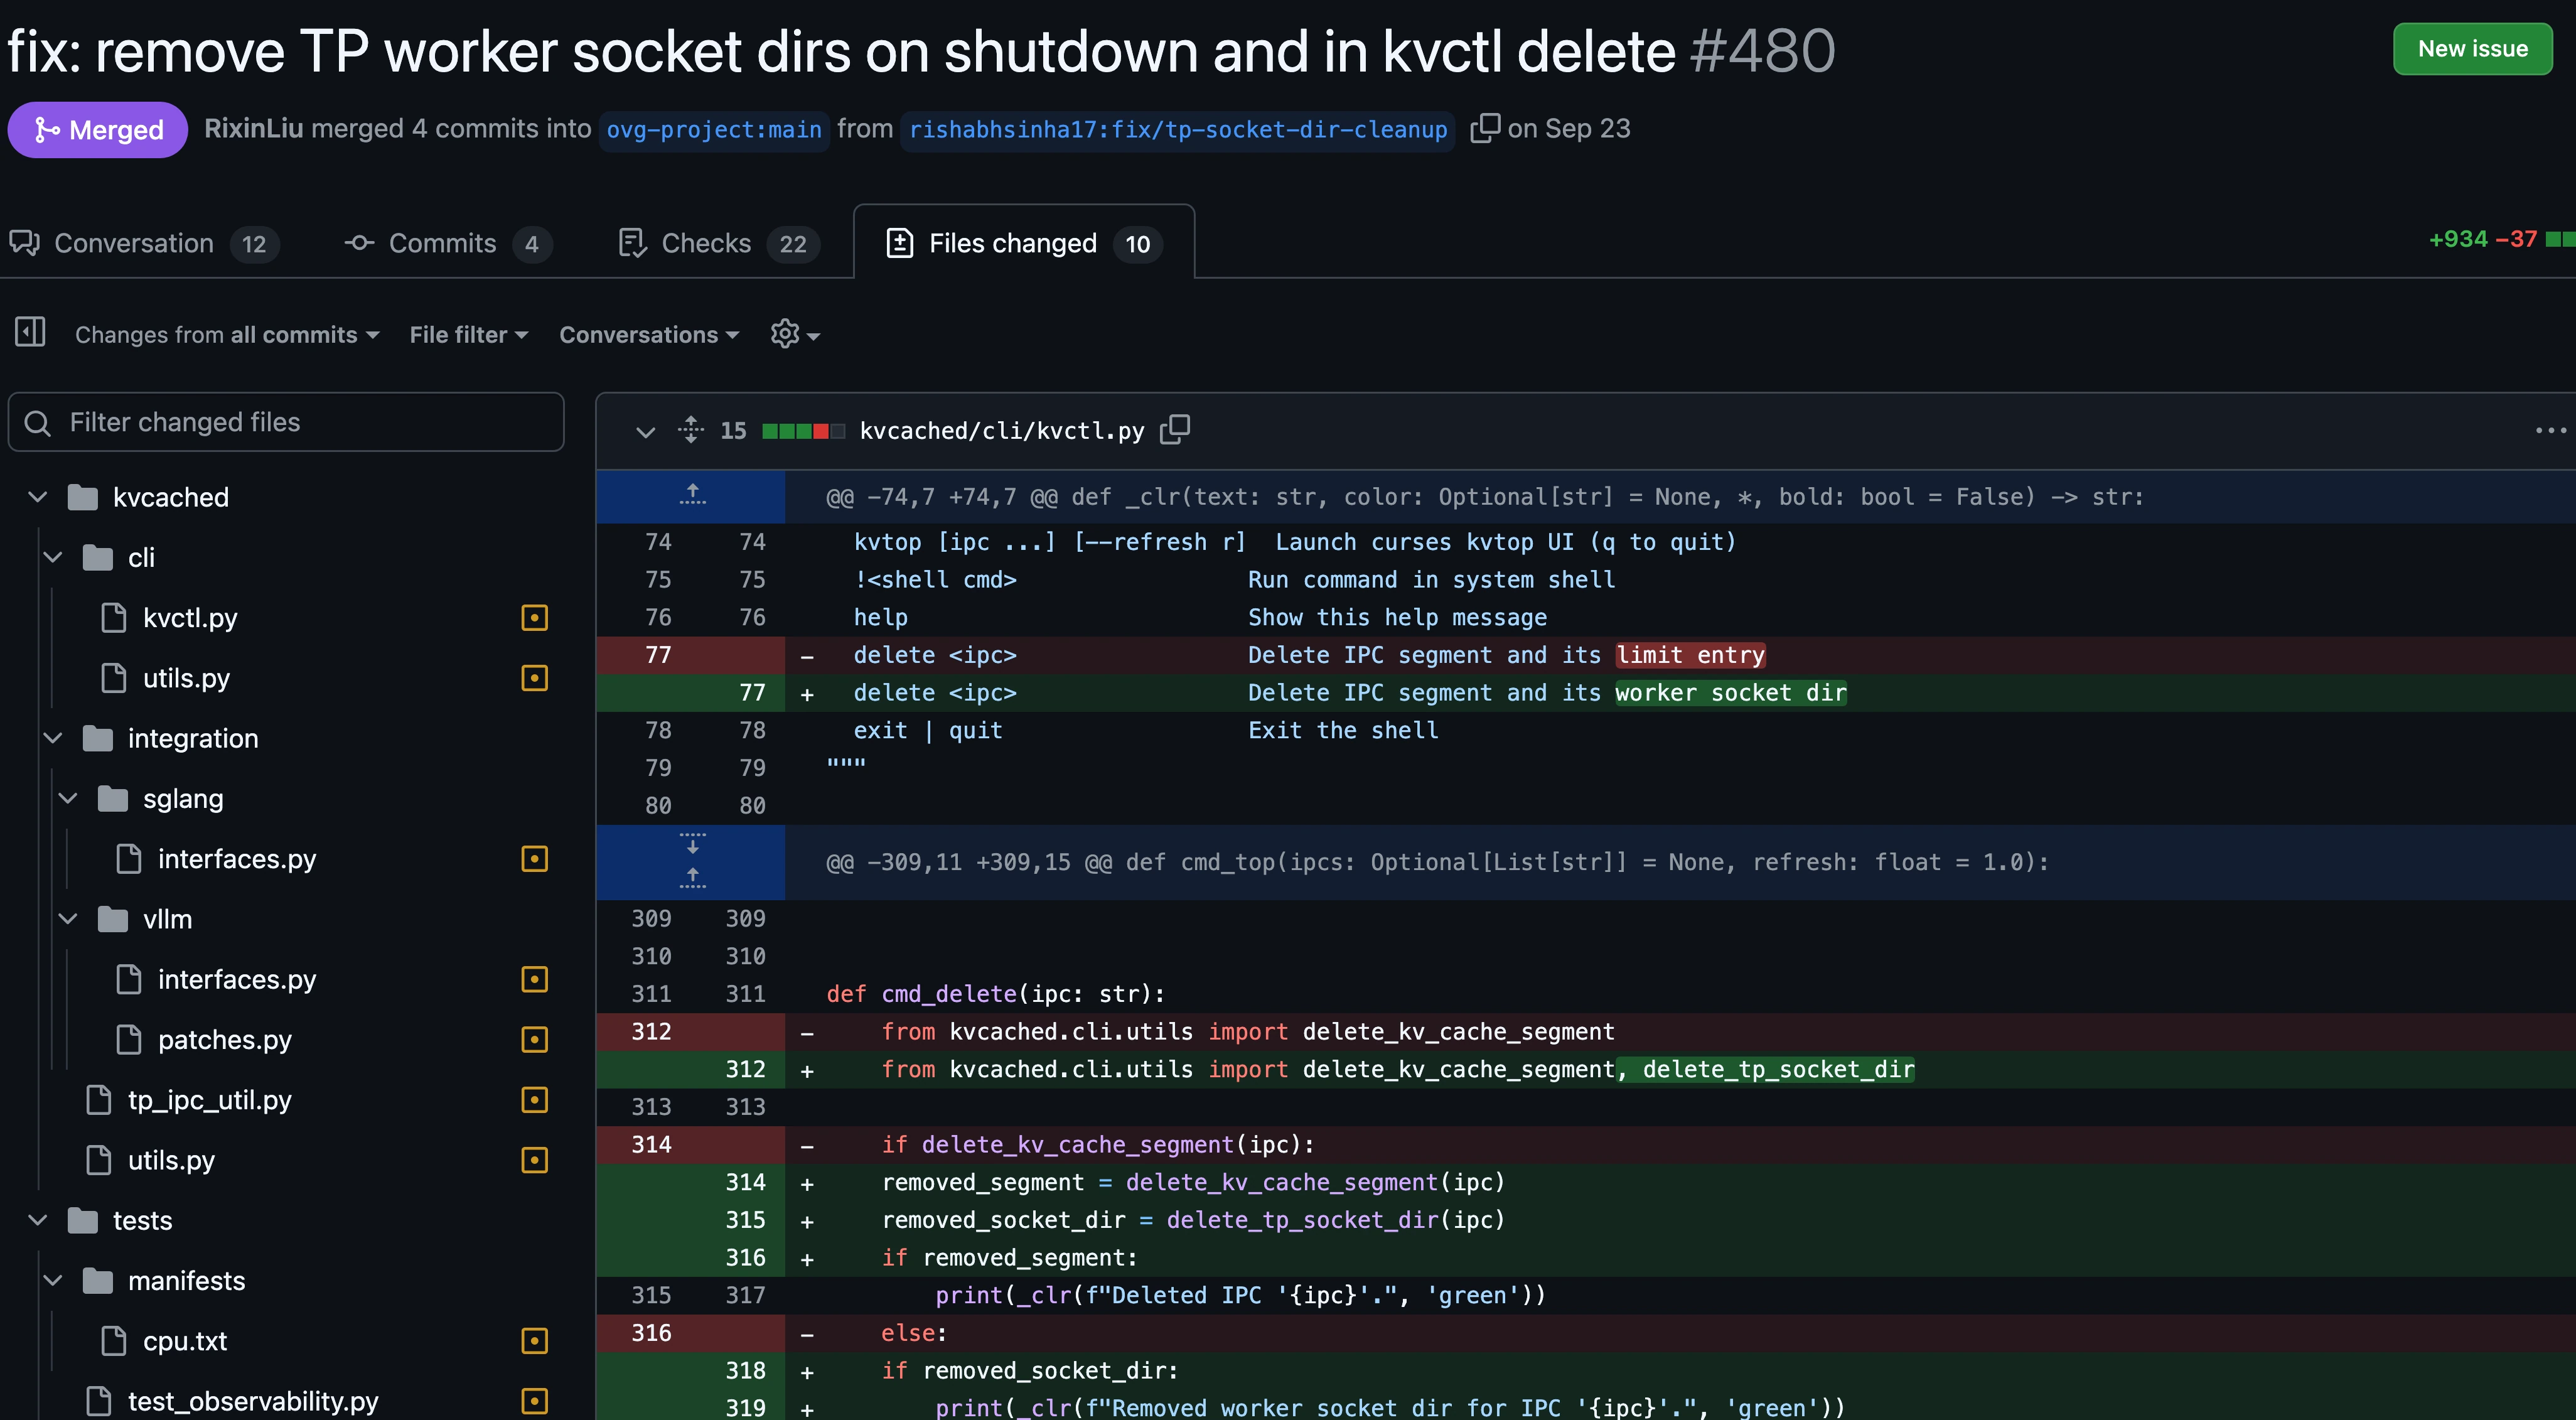 fix: remove TP worker socket dirs on shutdown and in kvctl delete #480
New issue
Merged
RixinLiu merged 4 commits into ovg-project:main from rishabhsinha17:fix/tp-socket-dir-cleanup on Sep 23
Conversation 12
Commits 4
Checks 22
Files changed 10
+934 −37
Changes from all commits
File filter
Conversations
Filter changed files
kvcached
cli
kvctl.py
utils.py
integration
sglang
interfaces.py
vllm
interfaces.py
patches.py
tp_ipc_util.py
utils.py
tests
manifests
cpu.txt
test_observability.py
15 kvcached/cli/kvctl.py
@@ -74,7 +74,7 @@ def _clr(text: str, color: Optional[str] = None, *, bold: bool = False) -> str:
74 74 kvtop [ipc ...] [--refresh r]  Launch curses kvtop UI (q to quit)
75 75 !<shell cmd> Run command in system shell
76 76 help Show this help message
77 - delete <ipc> Delete IPC segment and its limit entry
77 + delete <ipc> Delete IPC segment and its worker socket dir
78 78 exit | quit Exit the shell
79 79 """
80 80
@@ -309,11 +309,15 @@ def cmd_top(ipcs: Optional[List[str]] = None, refresh: float = 1.0):
309 309
310 310
311 311 def cmd_delete(ipc: str):
312 - from kvcached.cli.utils import delete_kv_cache_segment
312 + from kvcached.cli.utils import delete_kv_cache_segment, delete_tp_socket_dir
313 313
314 - if delete_kv_cache_segment(ipc):
314 + removed_segment = delete_kv_cache_segment(ipc)
315 + removed_socket_dir = delete_tp_socket_dir(ipc)
316 + if removed_segment:
315 317 print(_clr(f"Deleted IPC '{ipc}'.", 'green'))
316 - else:
318 + if removed_socket_dir:
319 + print(_clr(f"Removed worker socket dir for IPC '{ipc}'.", 'green'))